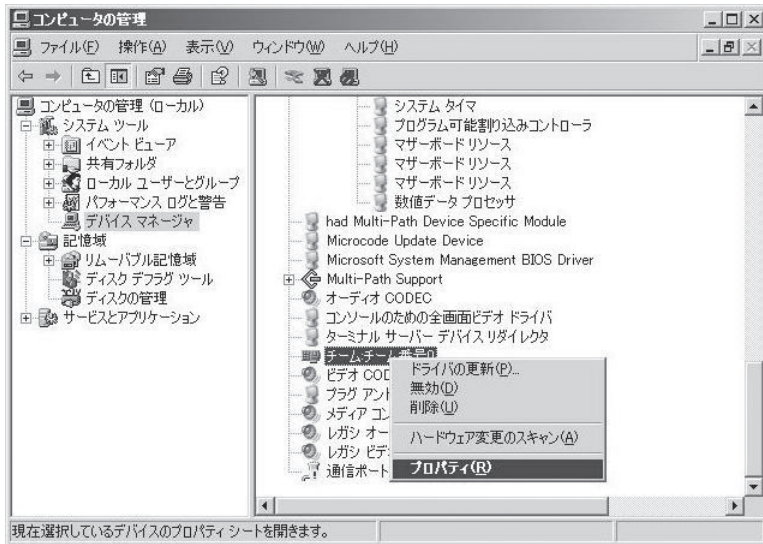 コンピュータの管理
ファイル(F) 操作(A) 表示(V) ウィンドウ(W) ヘルプ(H)
コンピュータの管理 (ローカル)
システム ツール
イベント ビューア
共有フォルダ
ローカル ユーザーとグループ
パフォーマンス ログと警告
デバイス マネージャ
記憶域
リムーバブル記憶域
ディスク デフラグ ツール
ディスクの管理
サービスとアプリケーション
システム タイマ
プログラム可能割り込みコントローラ
マザーボード リソース
マザーボード リソース
マザーボード リソース
数値データ プロセッサ
had Multi-Path Device Specific Module
Microcode Update Device
Microsoft System Management BIOS Driver
Multi-Path Support
オーディオ CODEC
コンソールのための全画面ビデオ ドライバ
ターミナル サーバー デバイス リダイレクタ
チーム:チーム番号0
ビデオ COD
プラグ アン
メディア コン
レガシ オー
レガシ ビデ
通信ポート
ドライバの更新(P)...
無効(D)
削除(U)
ハードウェア変更のスキャン(A)
プロパティ(R)
現在選択しているデバイスのプロパティ シートを開きます。